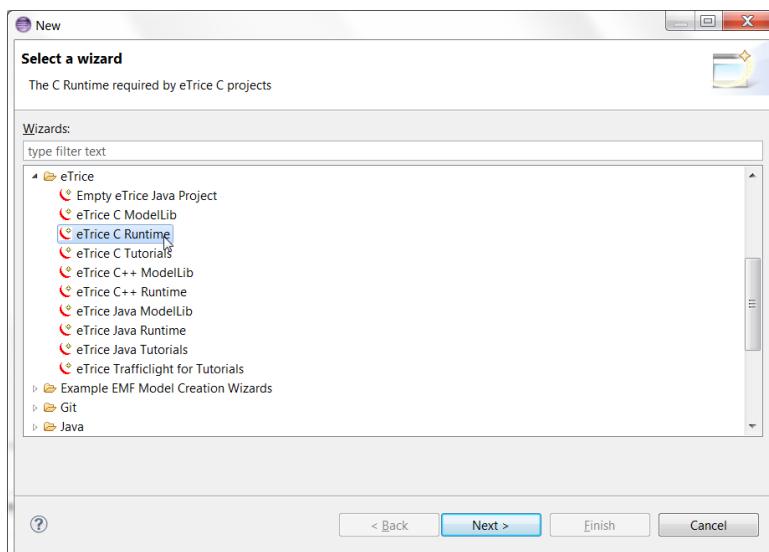 New
Select a wizard
The C Runtime required by eTrice C projects
Wizards:
type filter text
eTrice
Empty eTrice Java Project
eTrice C ModelLib
eTrice C Runtime
eTrice C Tutorials
eTrice C++ ModelLib
eTrice C++ Runtime
eTrice Java ModelLib
eTrice Java Runtime
eTrice Java Tutorials
eTrice Trafficlight for Tutorials
Example EMF Model Creation Wizards
Git
Java
< Back Next > Finish Cancel